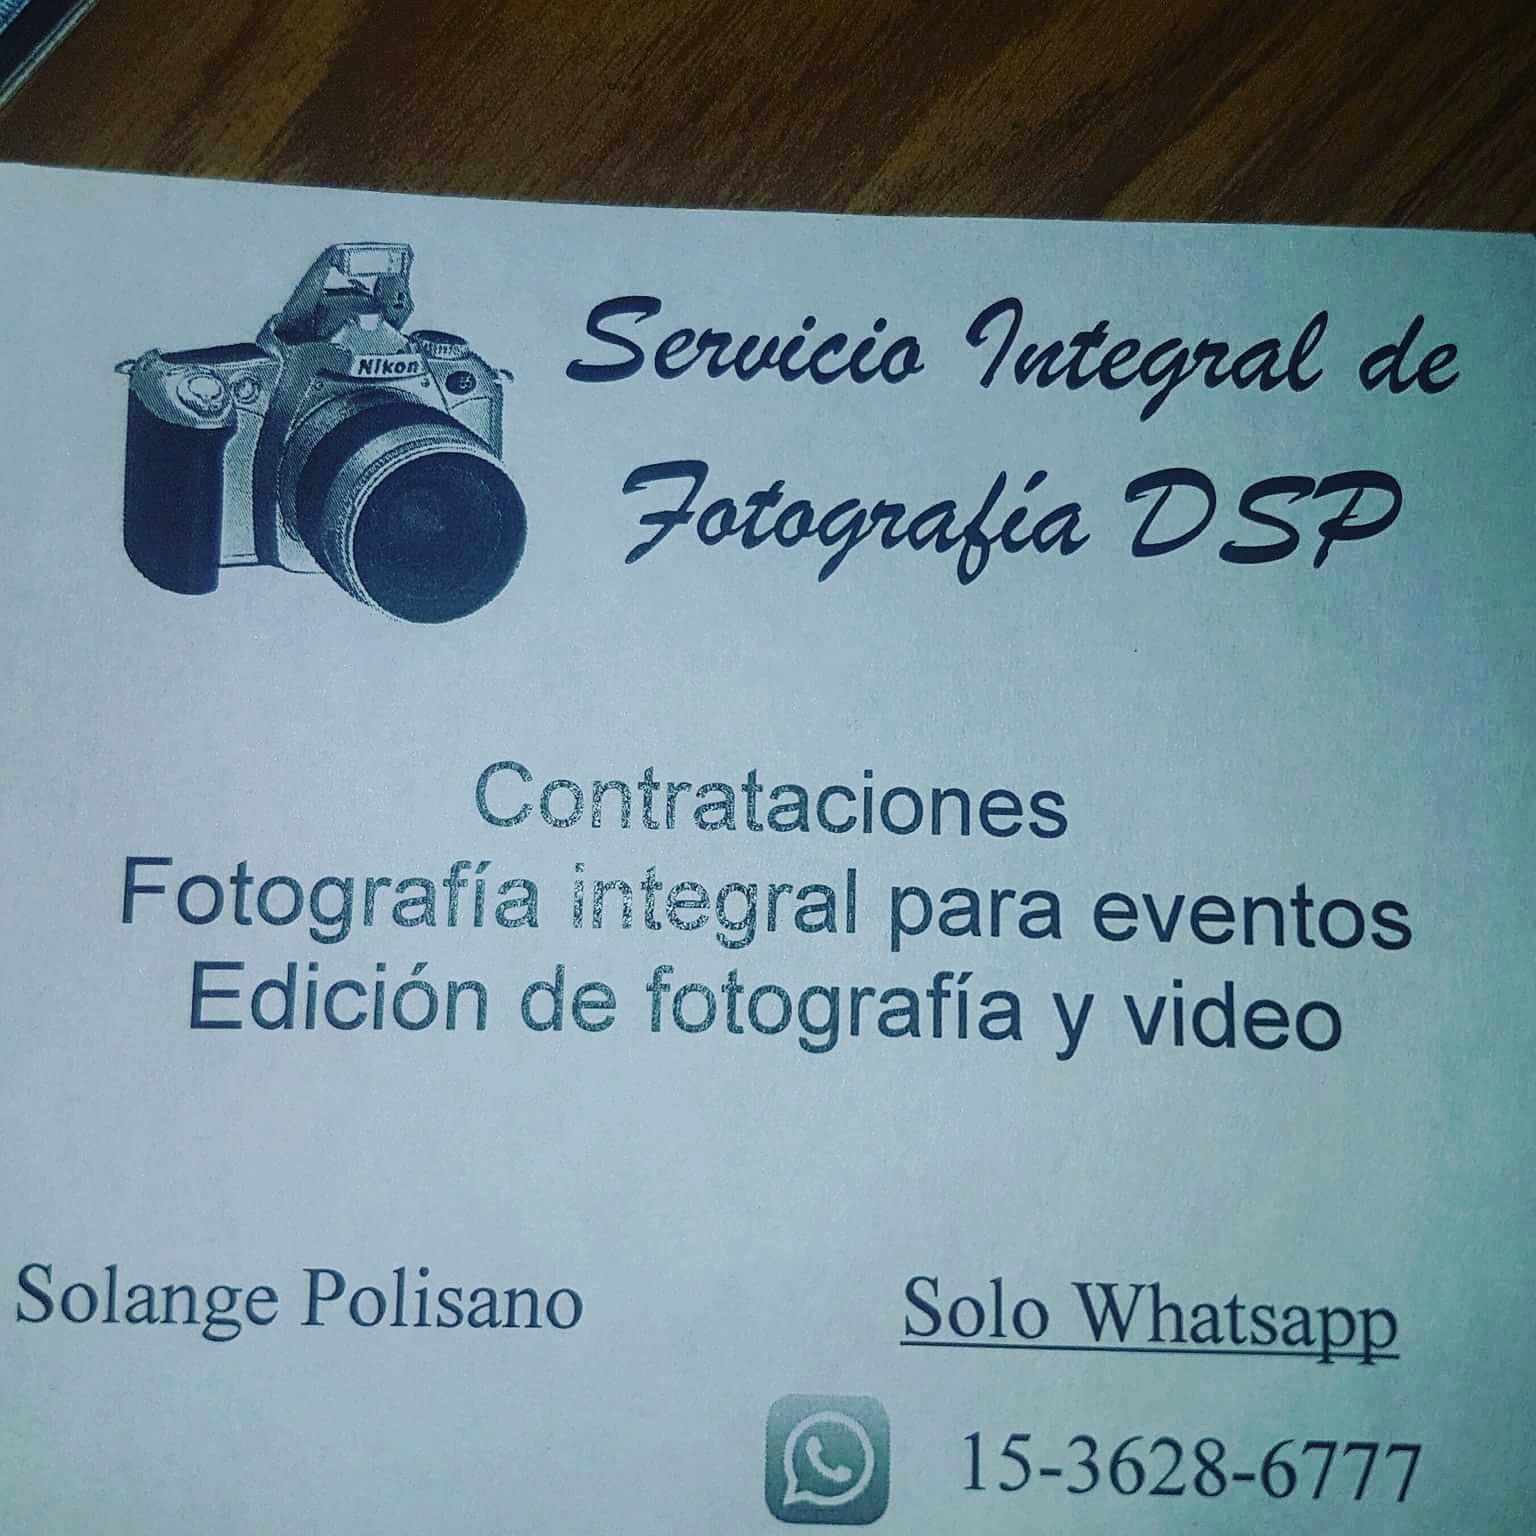 Nikon
Servicio Integral de
Fotografía DSP
Contrataciones
Fotografía integral para eventos
Edición de fotografía y video
Solange Polisano
Solo Whatsapp
15-3628-6777